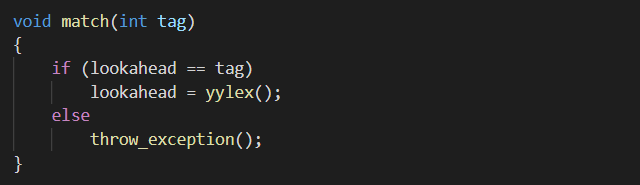 void match(int tag)
{
    if (lookahead == tag)
        lookahead = yylex();
    else
        throw_exception();
}